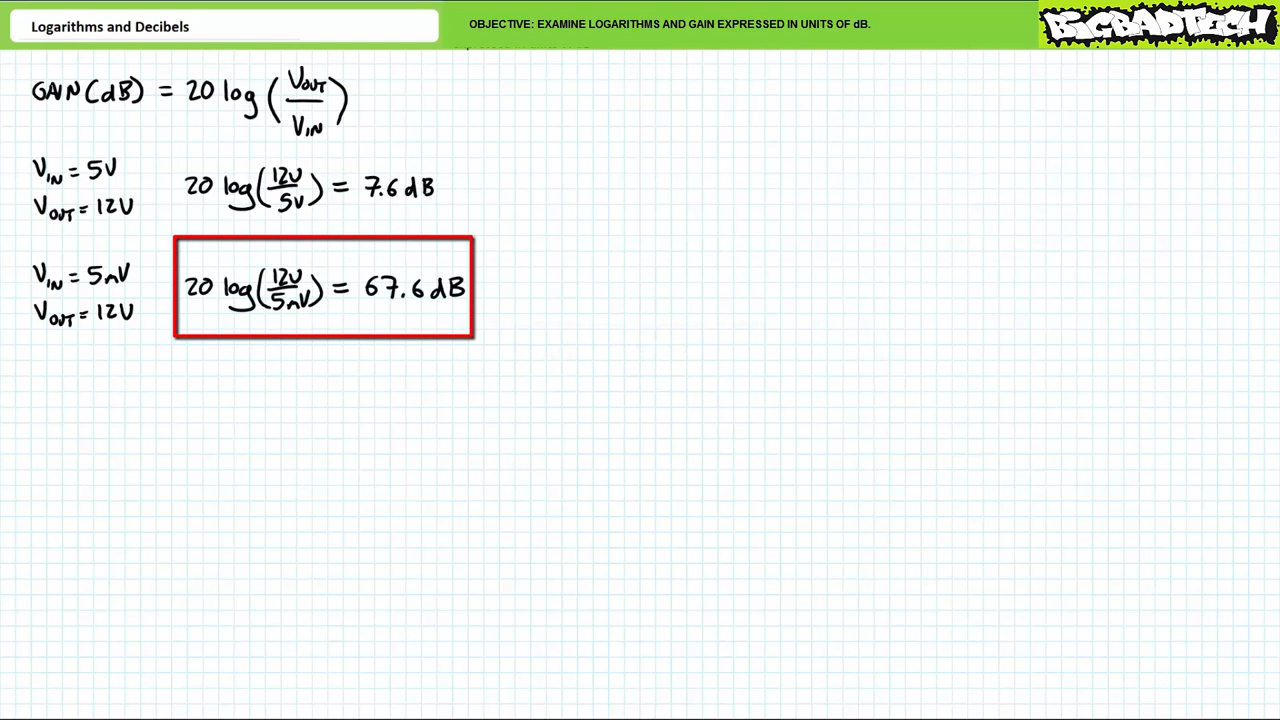 Logarithms and Decibels
OBJECTIVE: EXAMINE LOGARITHMS AND GAIN EXPRESSED IN UNITS OF dB.
BIGBADTECH
GAIN(dB) = 20 log (VOUT / VIN)
VIN = 5V
VOUT = 12V
20 log(12V / 5V) = 7.6 dB
VIN = 5mV
VOUT = 12V
20 log(12V / 5mV) = 67.6 dB